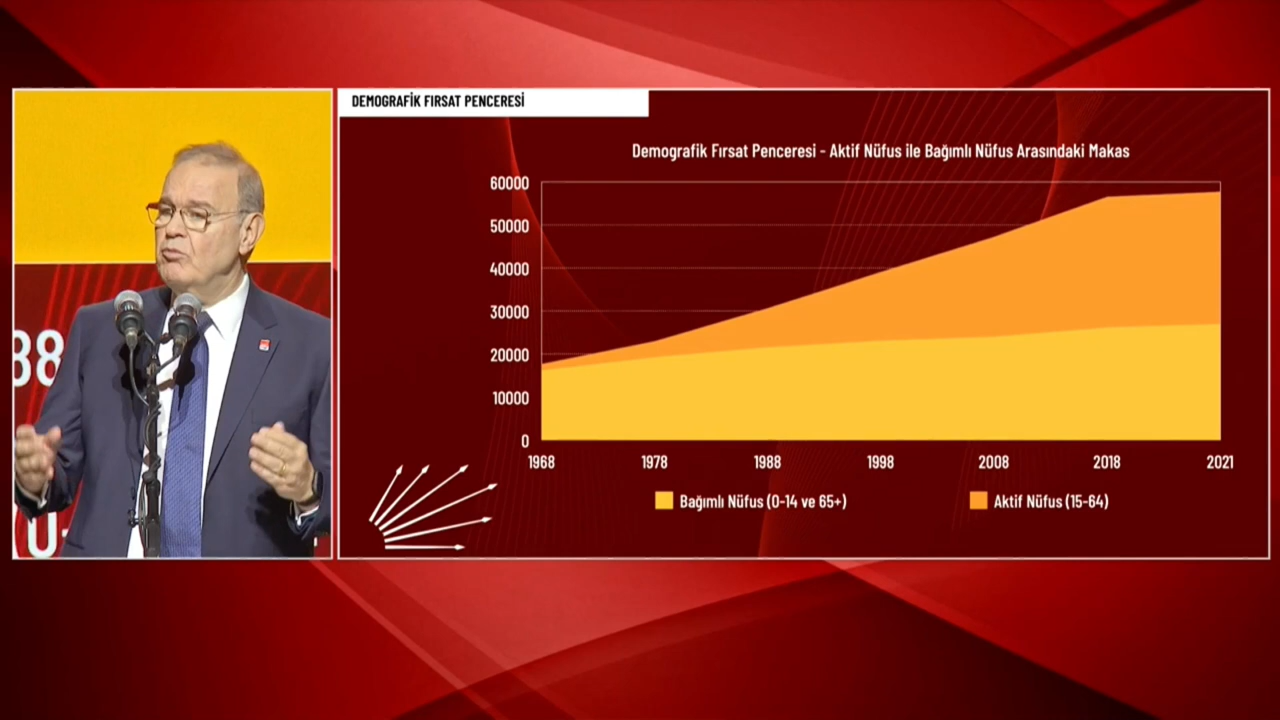 DEMOGRAFİK FIRSAT PENCERESİ
Demografik Fırsat Penceresi - Aktif Nüfus ile Bağımlı Nüfus Arasındaki Makas
60000
50000
40000
30000
20000
10000
0
1968 1978 1988 1998 2008 2018 2021
Bağımlı Nüfus (0-14 ve 65+) Aktif Nüfus (15-64)
88